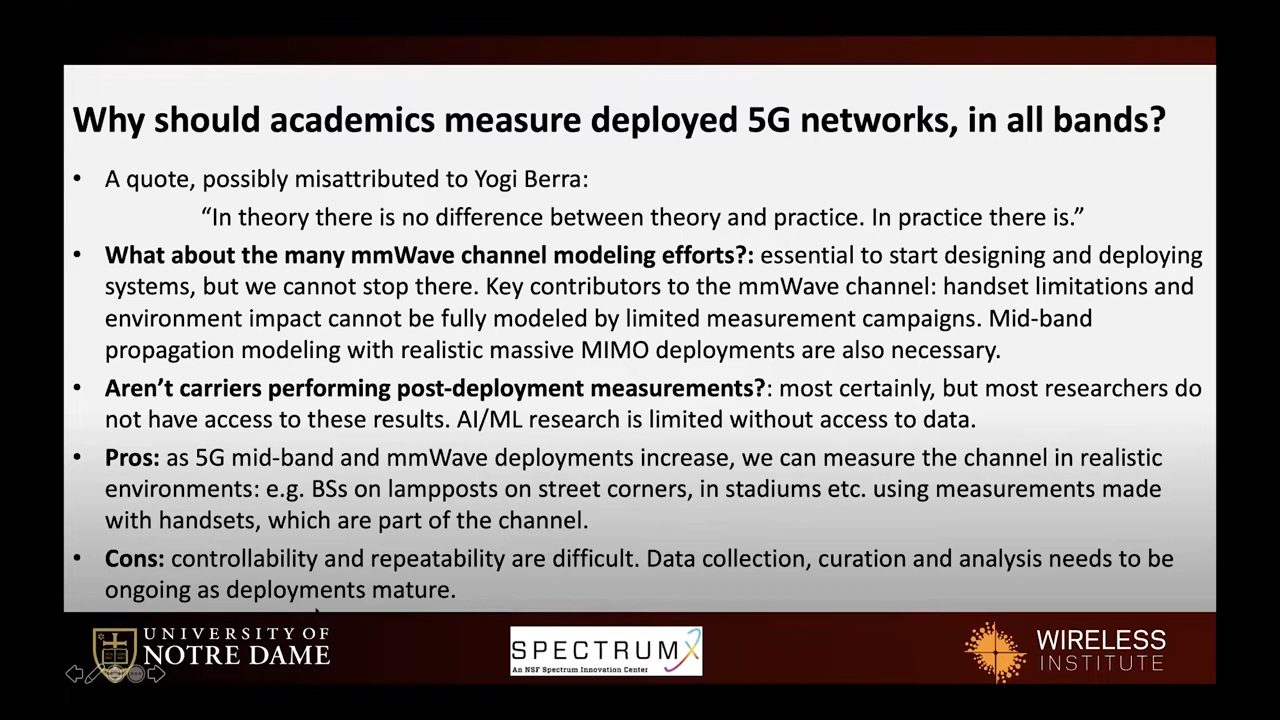 Why should academics measure deployed 5G networks, in all bands?
• A quote, possibly misattributed to Yogi Berra:
“In theory there is no difference between theory and practice. In practice there is.”
• What about the many mmWave channel modeling efforts?: essential to start designing and deploying
systems, but we cannot stop there. Key contributors to the mmWave channel: handset limitations and
environment impact cannot be fully modeled by limited measurement campaigns. Mid-band
propagation modeling with realistic massive MIMO deployments are also necessary.
• Aren’t carriers performing post-deployment measurements?: most certainly, but most researchers do
not have access to these results. AI/ML research is limited without access to data.
• Pros: as 5G mid-band and mmWave deployments increase, we can measure the channel in realistic
environments: e.g. BSs on lampposts on street corners, in stadiums etc. using measurements made
with handsets, which are part of the channel.
• Cons: controllability and repeatability are difficult. Data collection, curation and analysis needs to be
ongoing as deployments mature.
UNIVERSITY OF
NOTRE DAME
SPECTRUMX
An NSF Spectrum Innovation Center
WIRELESS
INSTITUTE